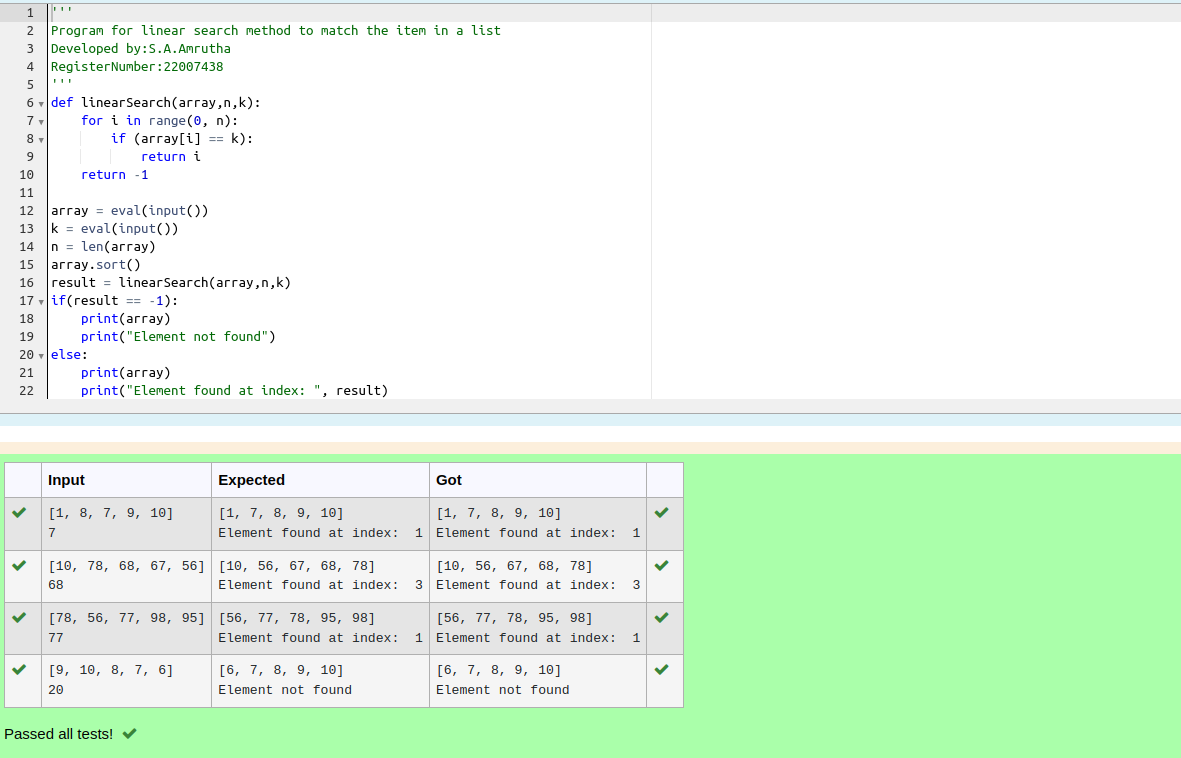 1 '''
2 Program for linear search method to match the item in a list
3 Developed by:S.A.Amrutha
4 RegisterNumber:22007438
5 '''
6 def linearSearch(array,n,k):
7     for i in range(0, n):
8         if (array[i] == k):
9             return i
10     return -1
11
12 array = eval(input())
13 k = eval(input())
14 n = len(array)
15 array.sort()
16 result = linearSearch(array,n,k)
17 if(result == -1):
18     print(array)
19     print("Element not found")
20 else:
21     print(array)
22     print("Element found at index: ", result)
Input Expected Got
[1, 8, 7, 9, 10] [1, 7, 8, 9, 10] [1, 7, 8, 9, 10]
7 Element found at index:  1 Element found at index:  1
[10, 78, 68, 67, 56] [10, 56, 67, 68, 78] [10, 56, 67, 68, 78]
68 Element found at index:  3 Element found at index:  3
[78, 56, 77, 98, 95] [56, 77, 78, 95, 98] [56, 77, 78, 95, 98]
77 Element found at index:  1 Element found at index:  1
[9, 10, 8, 7, 6] [6, 7, 8, 9, 10] [6, 7, 8, 9, 10]
20 Element not found Element not found
Passed all tests!